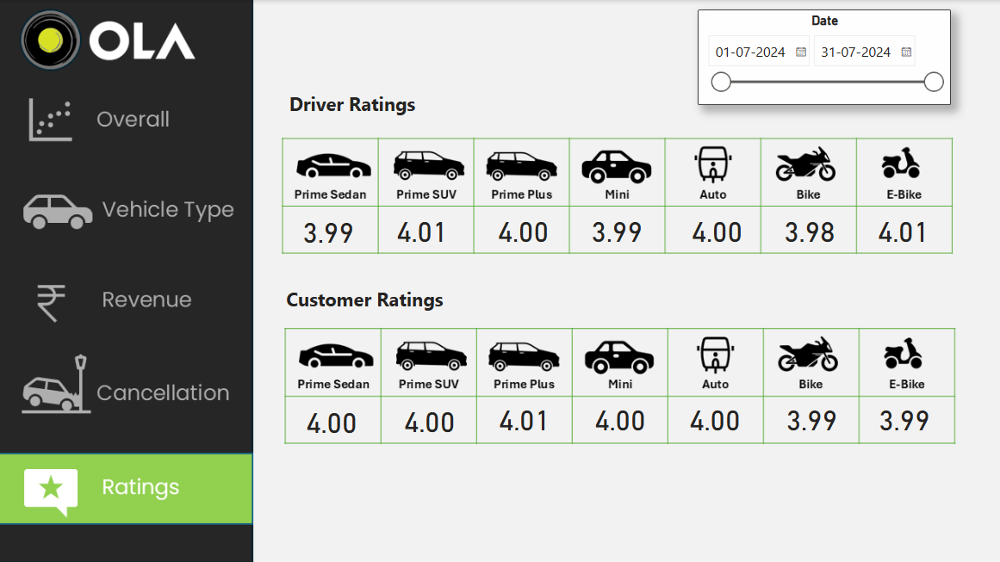 OLA
Overall
Vehicle Type
Revenue
Cancellation
Ratings
Date
01-07-2024 31-07-2024
Driver Ratings
Prime Sedan Prime SUV Prime Plus Mini Auto Bike E-Bike
3.99 4.01 4.00 3.99 4.00 3.98 4.01
Customer Ratings
Prime Sedan Prime SUV Prime Plus Mini Auto Bike E-Bike
4.00 4.00 4.01 4.00 4.00 3.99 3.99